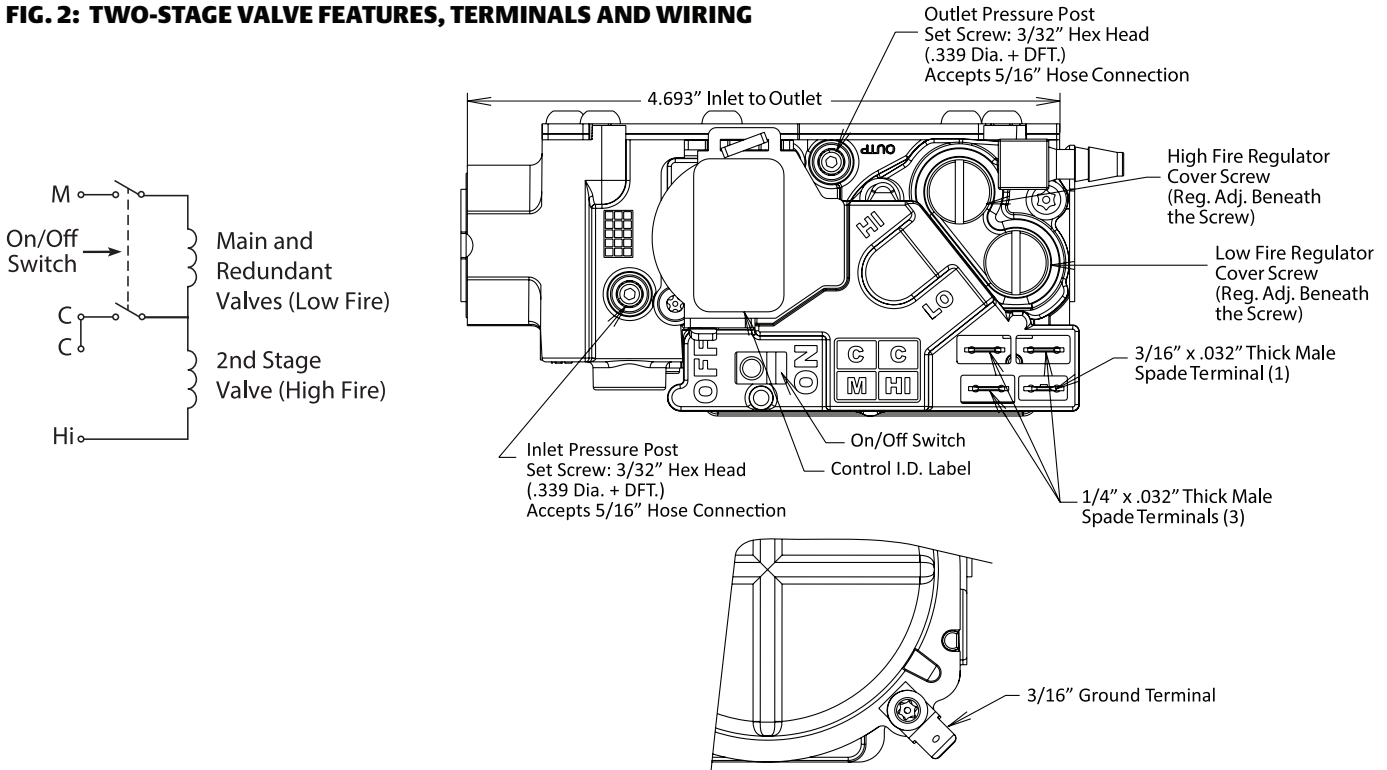 FIG. 2: TWO-STAGE VALVE FEATURES, TERMINALS AND WIRING
Outlet Pressure Post
Set Screw: 3/32” Hex Head
(.339 Dia. + DFT.)
Accepts 5/16” Hose Connection
4.693” Inlet to Outlet
OUTP
High Fire Regulator
Cover Screw
(Reg. Adj. Beneath
the Screw)
Low Fire Regulator
Cover Screw
(Reg. Adj. Beneath
the Screw)
M
On/Off
Switch
C
C
Hi
Main and
Redundant
Valves (Low Fire)
2nd Stage
Valve (High Fire)
HI
LO
OFF
ON
C C
M HI
3/16” x .032” Thick Male
Spade Terminal (1)
On/Off Switch
Control I.D. Label
Inlet Pressure Post
Set Screw: 3/32” Hex Head
(.339 Dia. + DFT.)
Accepts 5/16” Hose Connection
1/4” x .032” Thick Male
Spade Terminals (3)
3/16” Ground Terminal